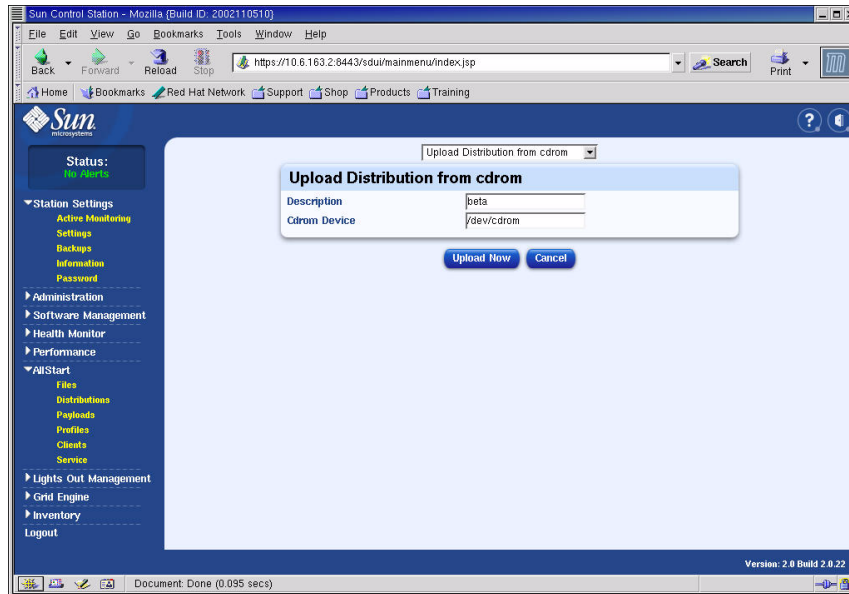 Sun Control Station - Mozilla {Build ID: 2002110510}
File Edit View Go Bookmarks Tools Window Help
Back Forward Reload Stop https://10.6.163.2:8443/sdui/mainmenu/index.jsp Search Print
Home Bookmarks Red Hat Network Support Shop Products Training
Sun
microsystems
?
Status:
No Alerts
Upload Distribution from cdrom
Upload Distribution from cdrom
Description beta
Cdrom Device /dev/cdrom
Upload Now Cancel
Station Settings
Active Monitoring
Settings
Backups
Information
Password
Administration
Software Management
Health Monitor
Performance
AllStart
Files
Distributions
Payloads
Profiles
Clients
Service
Lights Out Management
Grid Engine
Inventory
Logout
Version: 2.0 Build 2.0.22
Document: Done (0.095 secs)